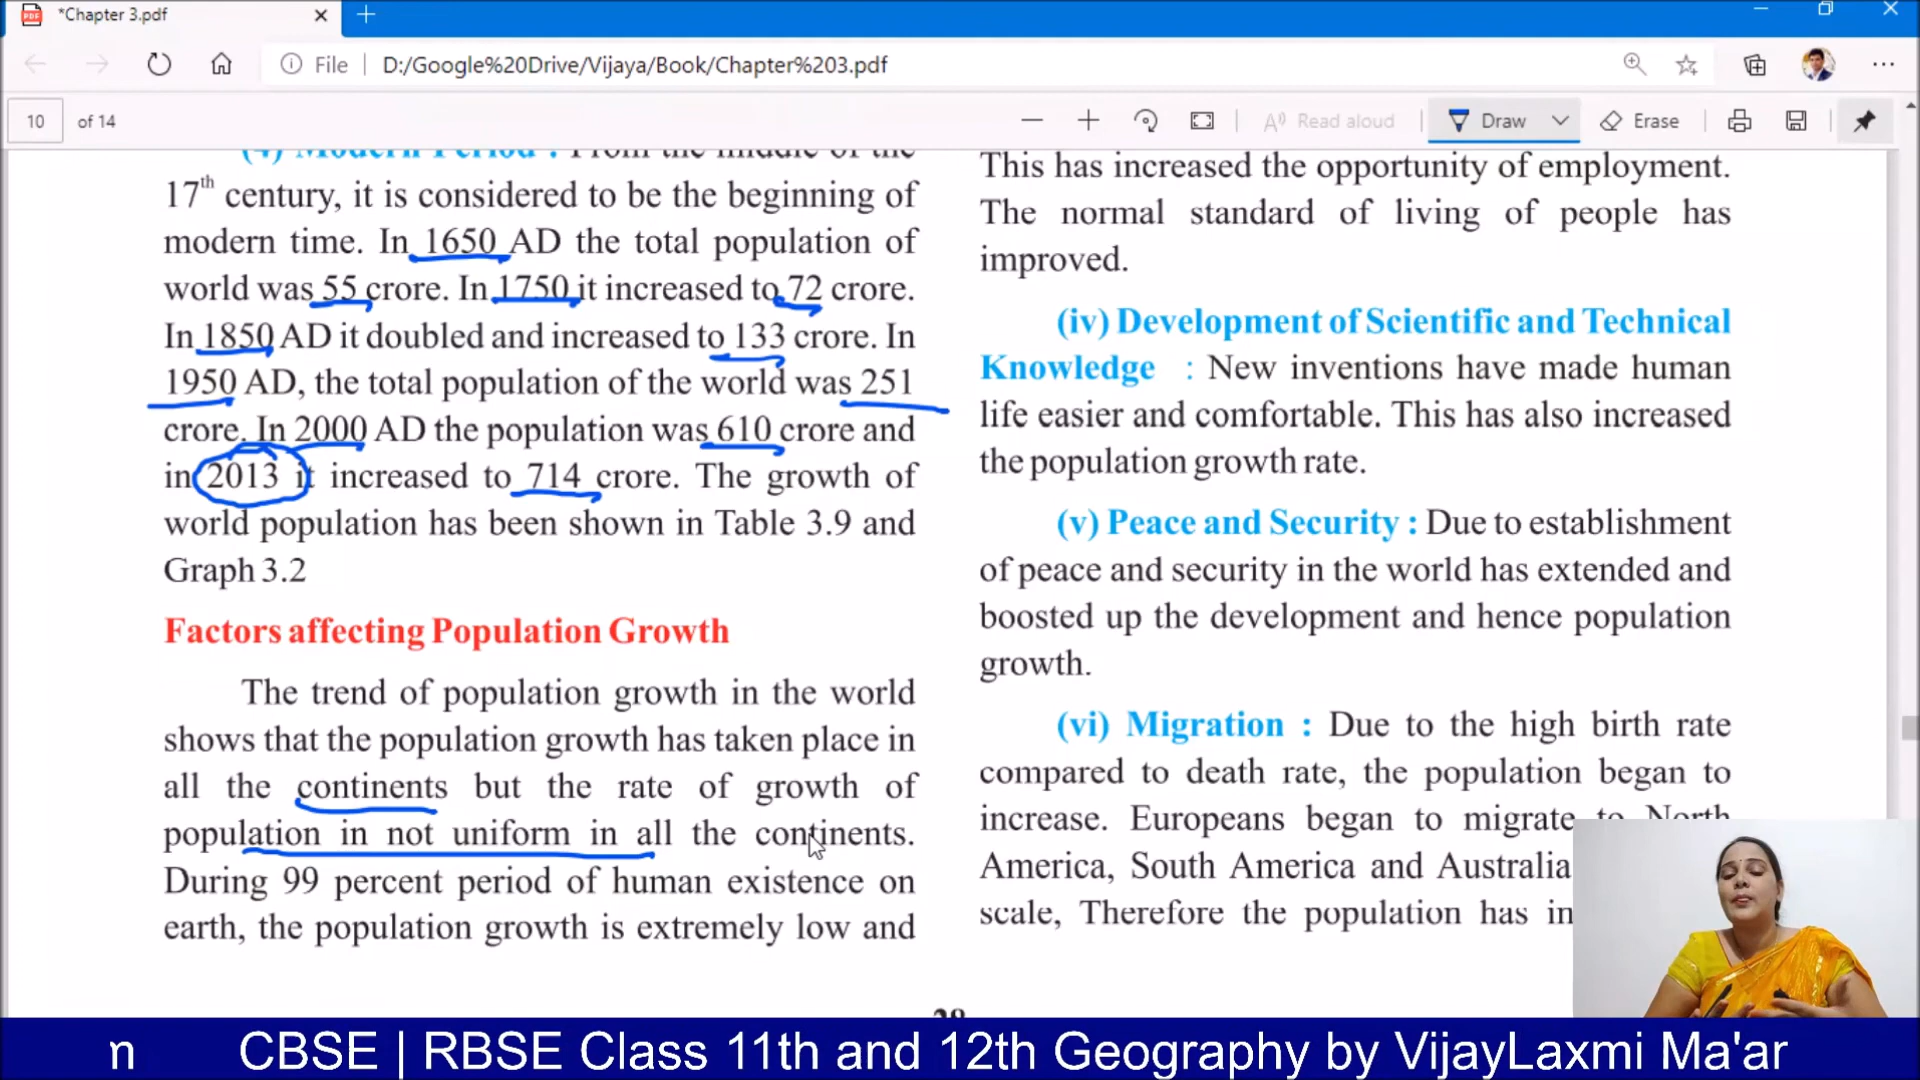 *Chapter 3.pdf
File
D:/Google%20Drive/Vijaya/Book/Chapter%203.pdf
10 of 14
Read aloud
Draw
Erase
(4) Modern Period : From the middle of the
17th century, it is considered to be the beginning of
modern time. In 1650 AD the total population of
world was 55 crore. In 1750 it increased to 72 crore.
In 1850 AD it doubled and increased to 133 crore. In
1950 AD, the total population of the world was 251
crore. In 2000 AD the population was 610 crore and
in 2013 it increased to 714 crore. The growth of
world population has been shown in Table 3.9 and
Graph 3.2
Factors affecting Population Growth
The trend of population growth in the world
shows that the population growth has taken place in
all the continents but the rate of growth of
population in not uniform in all the continents.
During 99 percent period of human existence on
earth, the population growth is extremely low and
This has increased the opportunity of employment.
The normal standard of living of people has
improved.
(iv) Development of Scientific and Technical
Knowledge : New inventions have made human
life easier and comfortable. This has also increased
the population growth rate.
(v) Peace and Security : Due to establishment
of peace and security in the world has extended and
boosted up the development and hence population
growth.
(vi) Migration : Due to the high birth rate
compared to death rate, the population began to
increase. Europeans began to migrate to North
America, South America and Australia
scale, Therefore the population has in
n CBSE | RBSE Class 11th and 12th Geography by VijayLaxmi Ma'ar